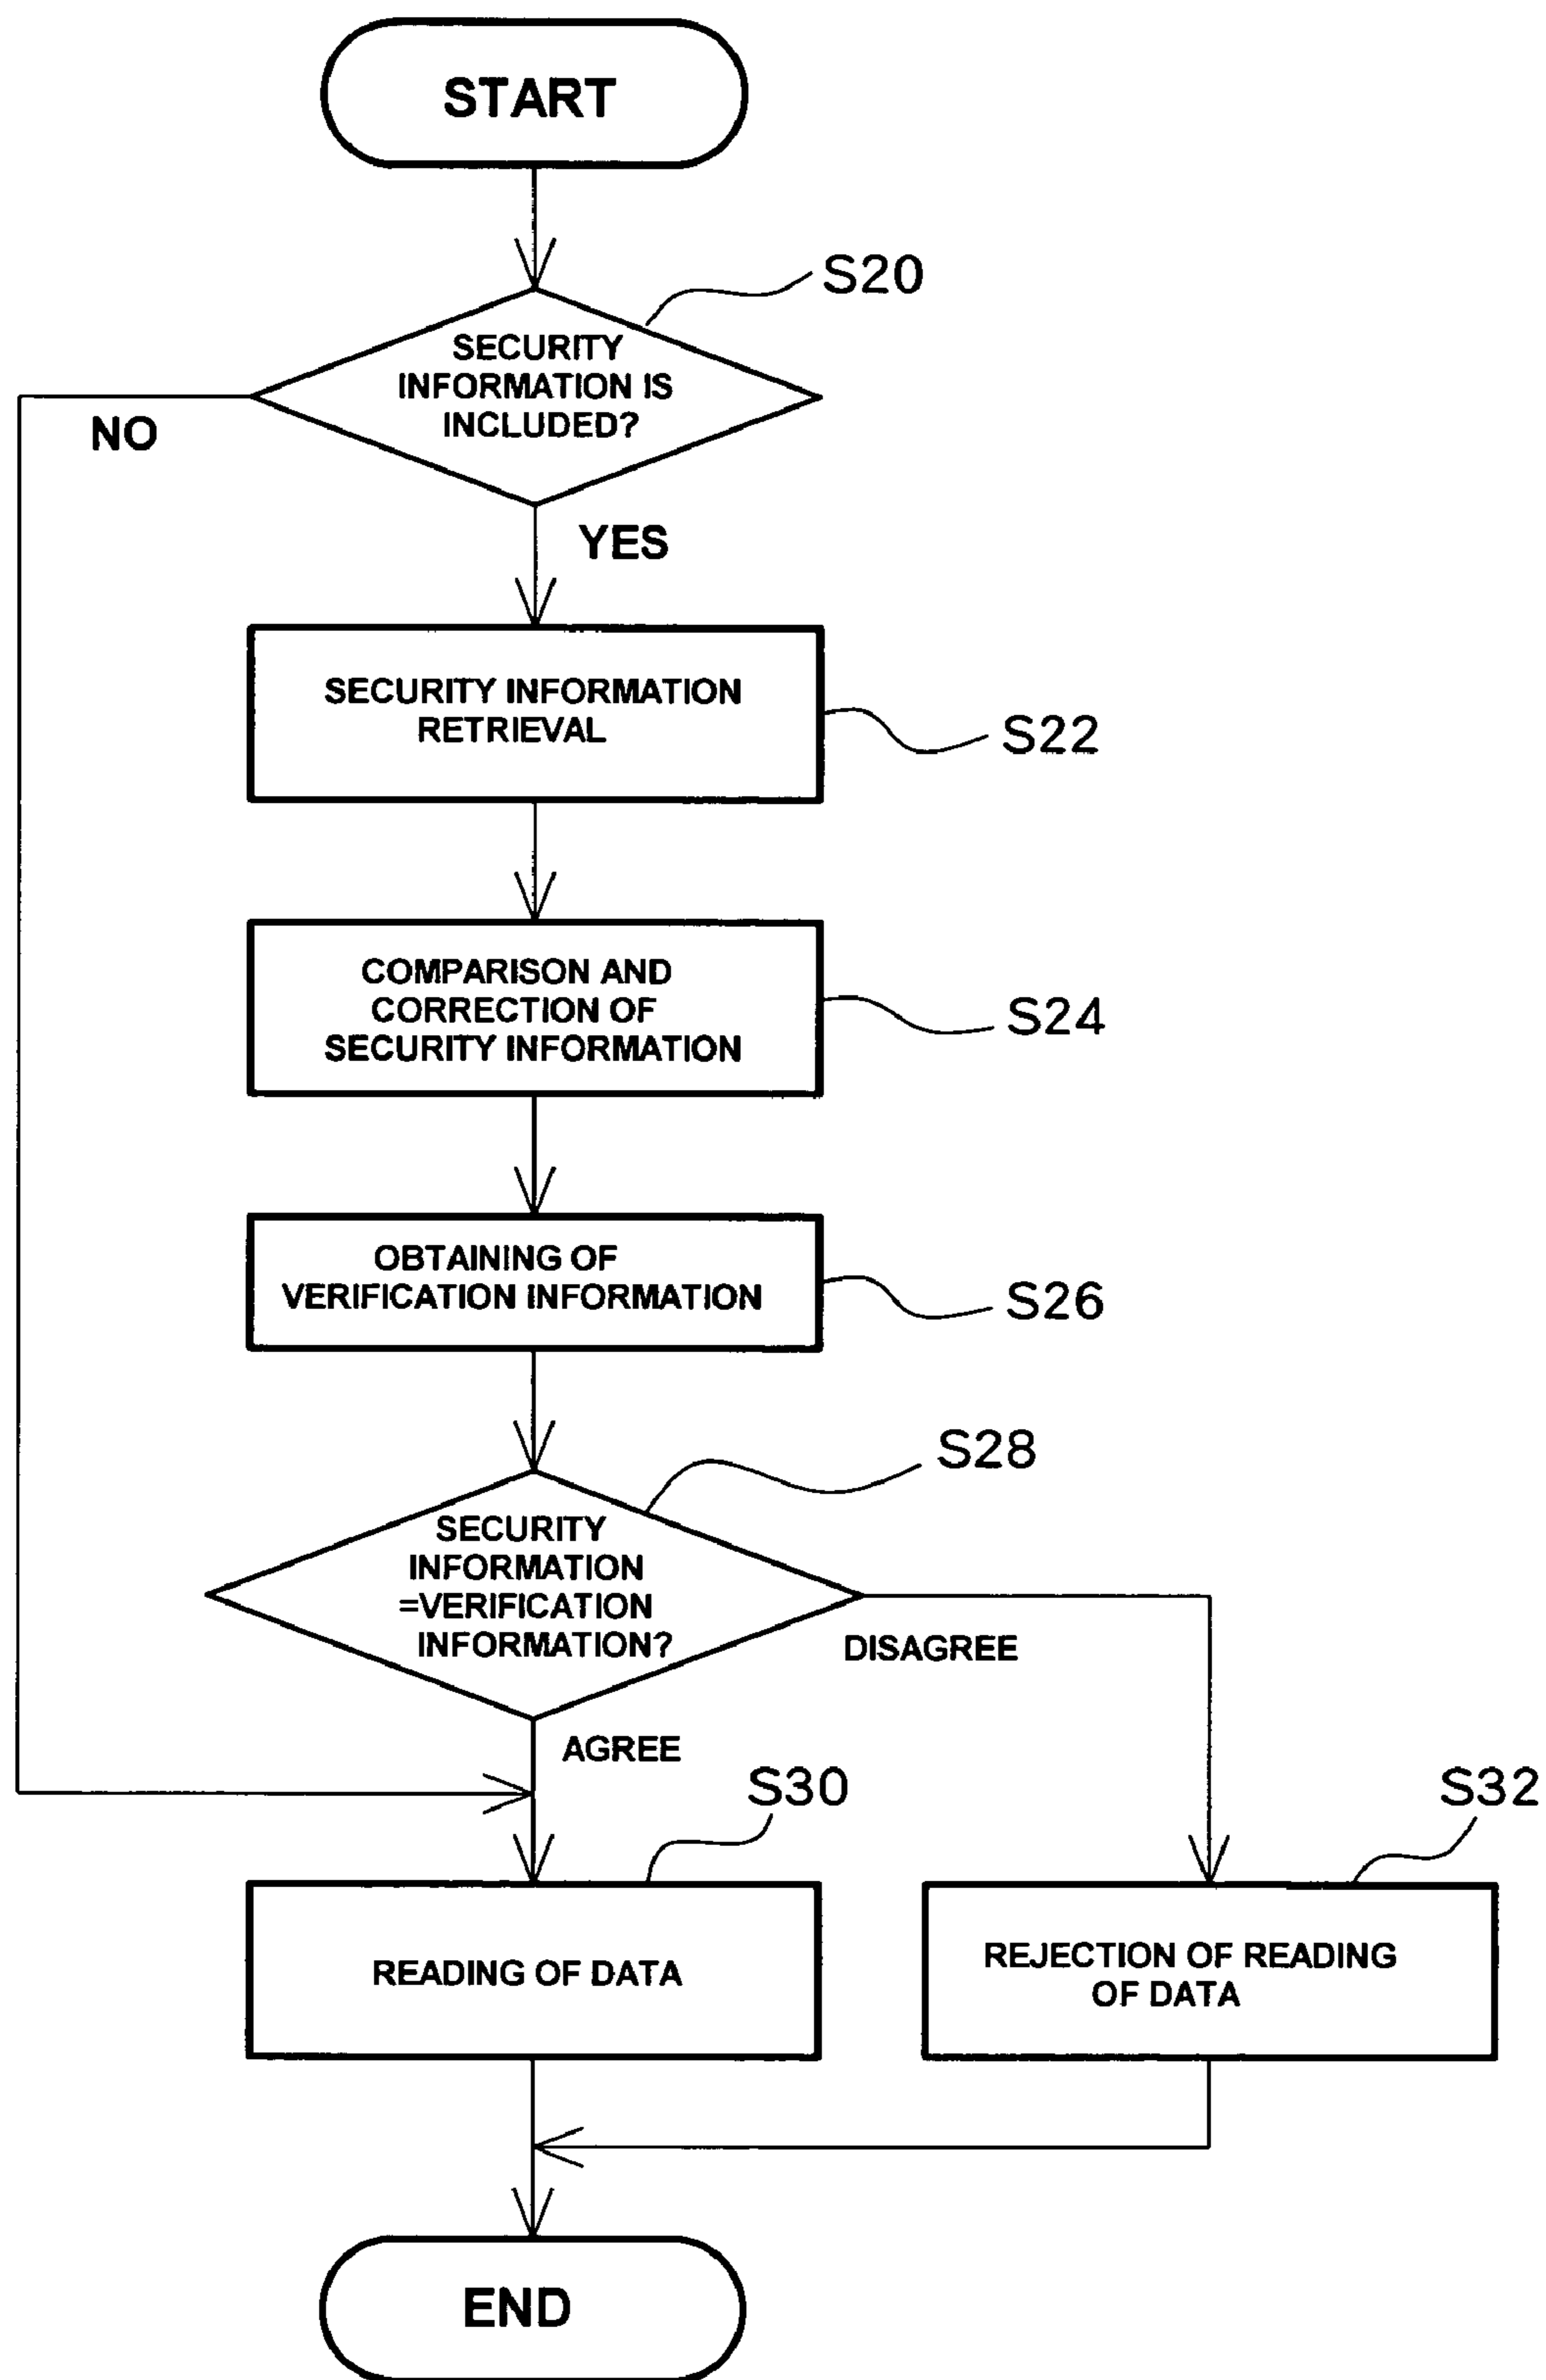 START
S20
SECURITY
INFORMATION IS
INCLUDED?
NO
YES
SECURITY INFORMATION
RETRIEVAL
S22
COMPARISON AND
CORRECTION OF
SECURITY INFORMATION
S24
OBTAINING OF
VERIFICATION INFORMATION
S26
S28
SECURITY
INFORMATION
=VERIFICATION
INFORMATION?
DISAGREE
AGREE
S30
S32
READING OF DATA
REJECTION OF READING
OF DATA
END